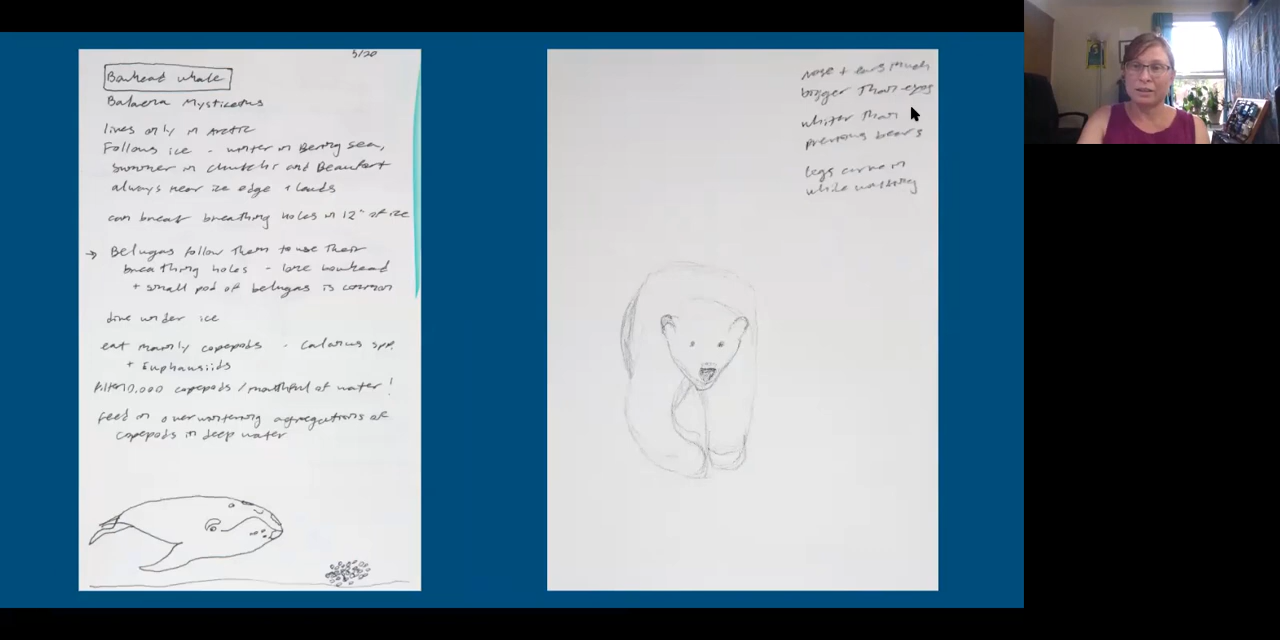 5/20
Bowhead whale
Balaena Mysticetus
lives only in Arctic
Follows ice - winter in Bering sea,
summer in Chukchi and Beaufort
always near ice edge + leads
can break breathing holes in 12" of ice
→ Belugas follow them to use their
breathing holes - lone bowhead
+ small pod of belugas is common
dive under ice
eat mainly copepods - Calanus spp.
+ Euphausiids
filter 10,000 copepods/mouthful of water!
feed on overwintering aggregations of
copepods in deep water
nose + ears much
bigger than eyes
whiter than
previous bears
legs curve in
while walking